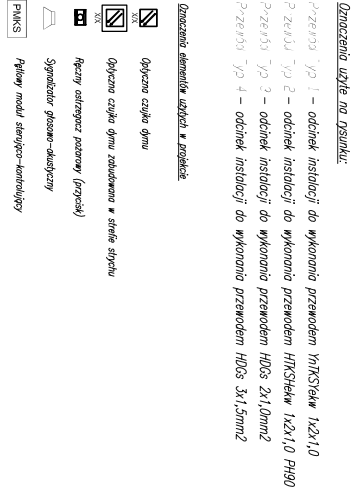 Oznaczenia użyte na rysunku:
Przewód Typ 1 - odcinek instalacji do wykonania przewodem YnTKSYekw 1x2x1,0
Przewód Typ 2 - odcinek instalacji do wykonania przewodem HTKSHekw 1x2x1,0 PH90
Przewód Typ 3 - odcinek instalacji do wykonania przewodem HDGs 2x1,0mm2
Przewód Typ 4 - odcinek instalacji do wykonania przewodem HDGs 3x1,5mm2
Oznaczenia elementów użytych w projekcie
X/X Optyczna czujka dymu
X/X Optyczna czujka dymu zabudowana w strefie strychu
Ręczny ostrzegacz pożarowy (przycisk)
Sygnalizator głosowo-akustyczny
PMKS Pętlowy moduł sterująco-kontrolujący